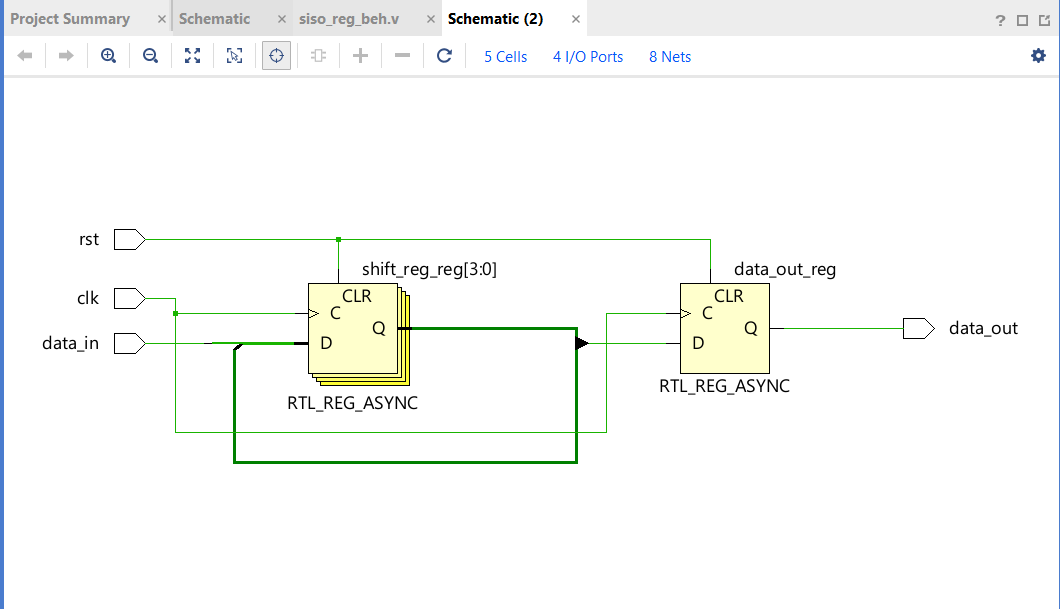 Project Summary × Schematic × siso_reg_beh.v × Schematic (2) × ?
5 Cells 4 I/O Ports 8 Nets
rst
shift_reg_reg[3:0] data_out_reg
clk CLR CLR
C C
Q Q data_out
data_in D D
RTL_REG_ASYNC
RTL_REG_ASYNC